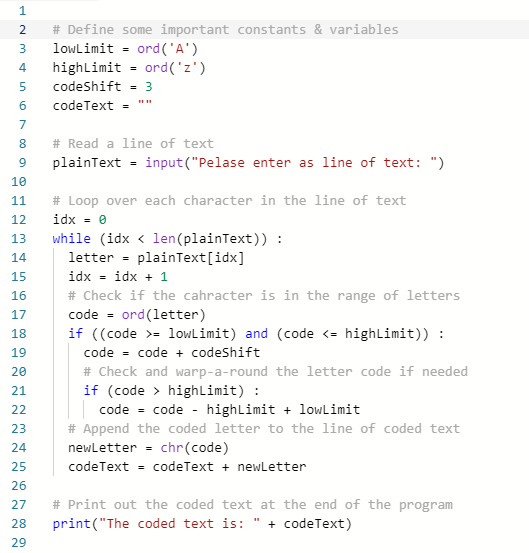 1
2 # Define some important constants & variables
3 lowLimit = ord('A')
4 highLimit = ord('z')
5 codeShift = 3
6 codeText = ""
7
8 # Read a line of text
9 plainText = input("Pelase enter as line of text: ")
10
11 # Loop over each character in the line of text
12 idx = 0
13 while (idx < len(plainText)) :
14   letter = plainText[idx]
15   idx = idx + 1
16   # Check if the cahracter is in the range of letters
17   code = ord(letter)
18   if ((code >= lowLimit) and (code <= highLimit)) :
19     code = code + codeShift
20     # Check and warp-a-round the letter code if needed
21     if (code > highLimit) :
22       code = code - highLimit + lowLimit
23   # Append the coded letter to the line of coded text
24   newLetter = chr(code)
25   codeText = codeText + newLetter
26
27 # Print out the coded text at the end of the program
28 print("The coded text is: " + codeText)
29